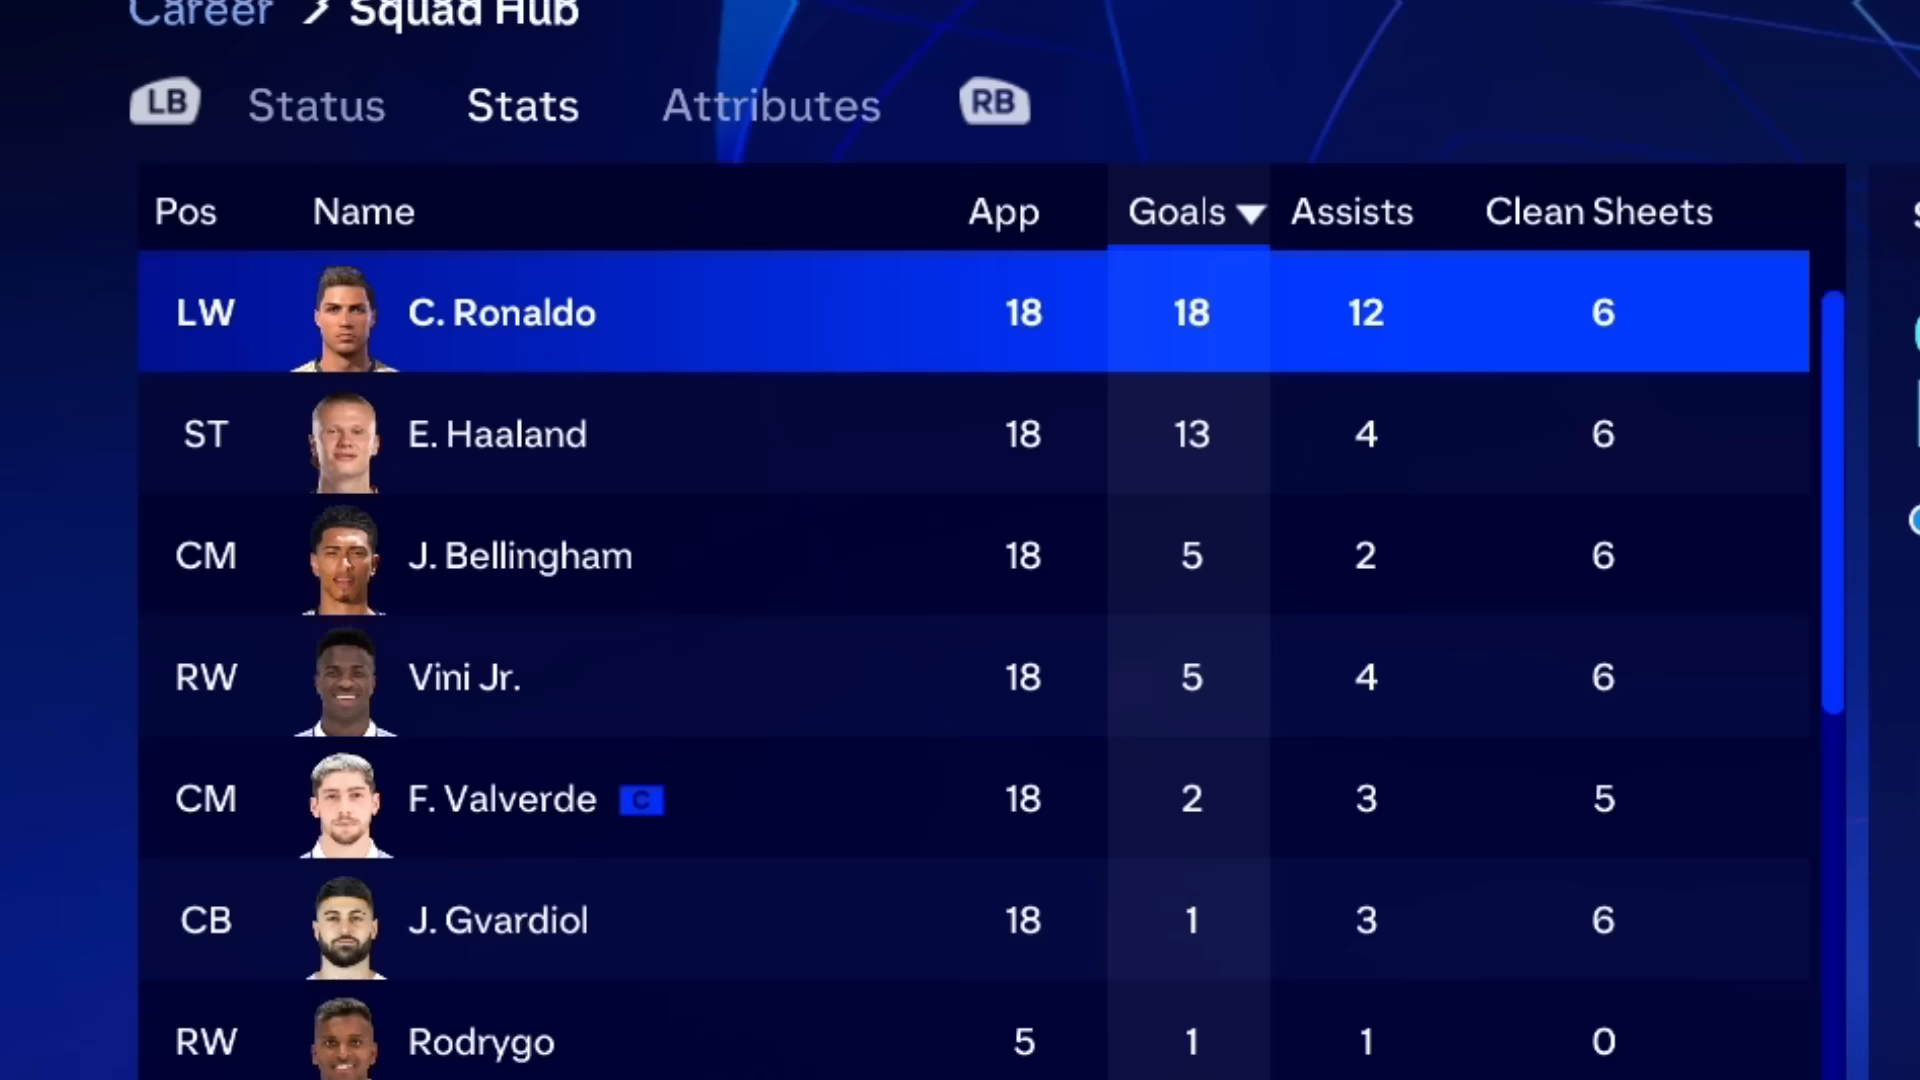 Career > Squad Hub
LB Status Stats Attributes RB
Pos Name App Goals Assists Clean Sheets
LW C. Ronaldo 18 18 12 6
ST E. Haaland 18 13 4 6
CM J. Bellingham 18 5 2 6
RW Vini Jr. 18 5 4 6
CM F. Valverde C 18 2 3 5
CB J. Gvardiol 18 1 3 6
RW Rodrygo 5 1 1 0